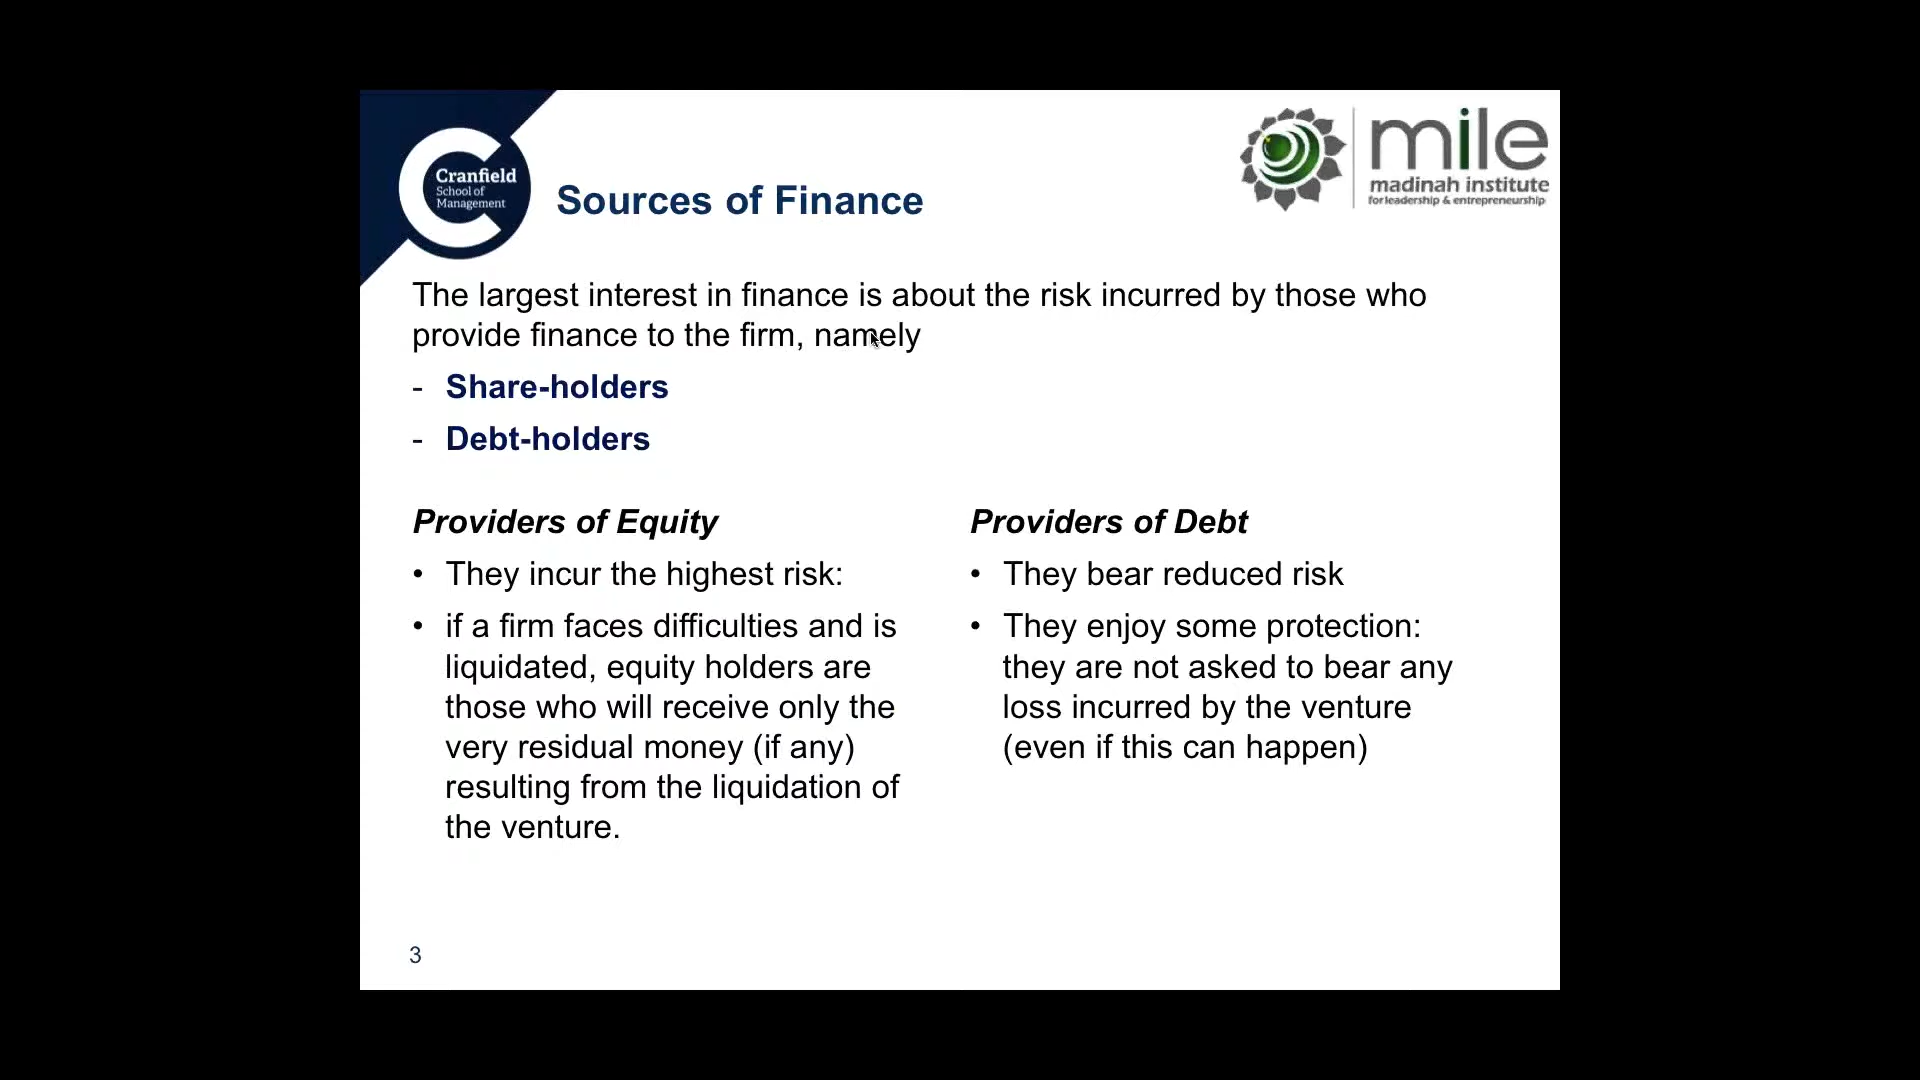 Cranfield
School of
Management
Sources of Finance
mile
madinah institute
for leadership & entrepreneurship
The largest interest in finance is about the risk incurred by those who
provide finance to the firm, namely
- Share-holders
- Debt-holders
Providers of Equity
• They incur the highest risk:
• if a firm faces difficulties and is
liquidated, equity holders are
those who will receive only the
very residual money (if any)
resulting from the liquidation of
the venture.
Providers of Debt
• They bear reduced risk
• They enjoy some protection:
they are not asked to bear any
loss incurred by the venture
(even if this can happen)
3